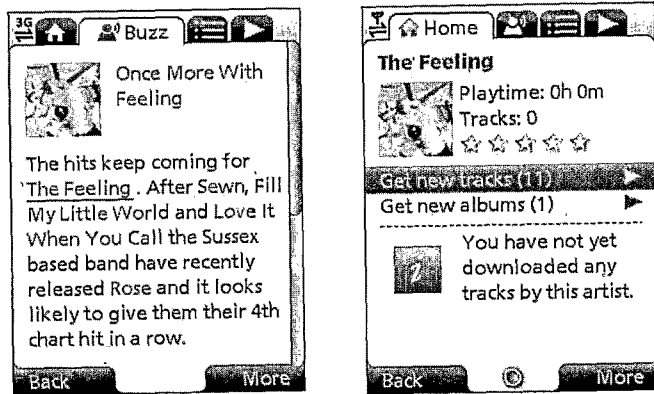 3G
Buzz
Once More With
Feeling
The hits keep coming for
The Feeling . After Sewn, Fill
My Little World and Love It
When You Call the Sussex
based band have recently
released Rose and it looks
likely to give them their 4th
chart hit in a row.
Back
More
Home
The Feeling
Playtime: 0h 0m
Tracks: 0
Get new tracks (11)
Get new albums (1)
You have not yet
downloaded any
tracks by this artist.
Back
More